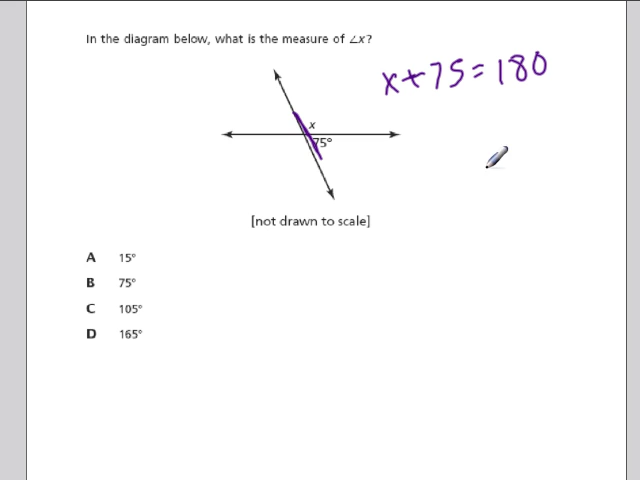 In the diagram below, what is the measure of ∠x?
x+75=180
x
75°
[not drawn to scale]
A 15°
B 75°
C 105°
D 165°